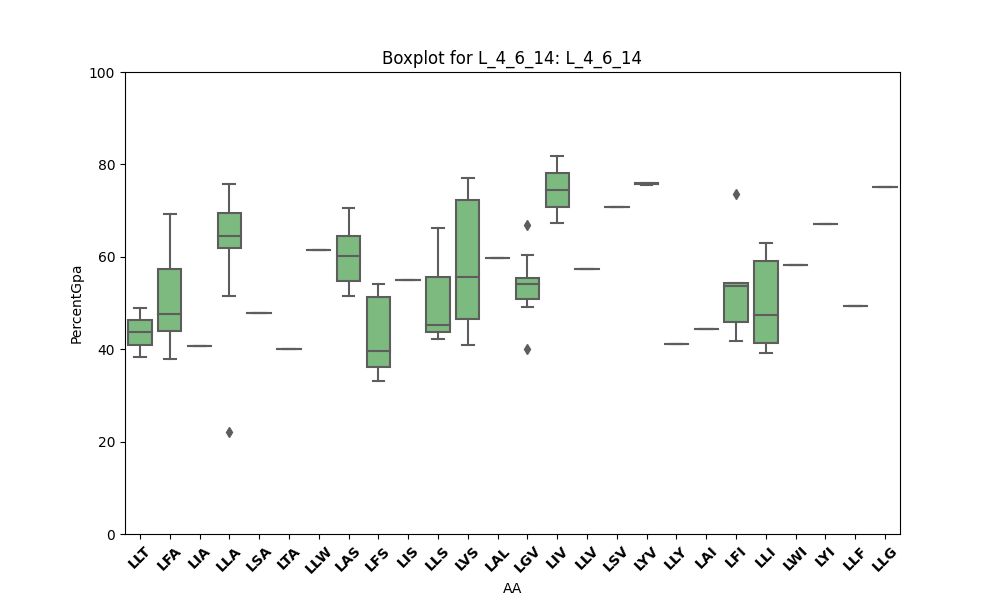 Boxplot for L_4_6_14: L_4_6_14
100
80
60
40
20
0
PercentGpa
LLT LFA LIA LLA LSA LTA LLW LAS LFS LIS LLS LVS LAL LGV LIV LLV LSV LYV LLY LAI LFI LLI LWI LYI LLF LLG
AA